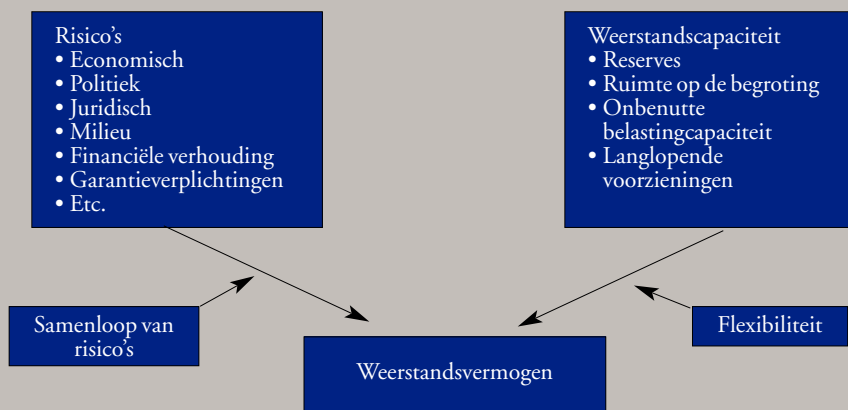 Risico's
• Economisch
• Politiek
• Juridisch
• Milieu
• Financiële verhouding
• Garantieverplichtingen
• Etc.
Weerstandscapaciteit
• Reserves
• Ruimte op de begroting
• Onbenutte
belastingcapaciteit
• Langlopende
voorzieningen
Samenloop van
risico's
Flexibiliteit
Weerstandsvermogen